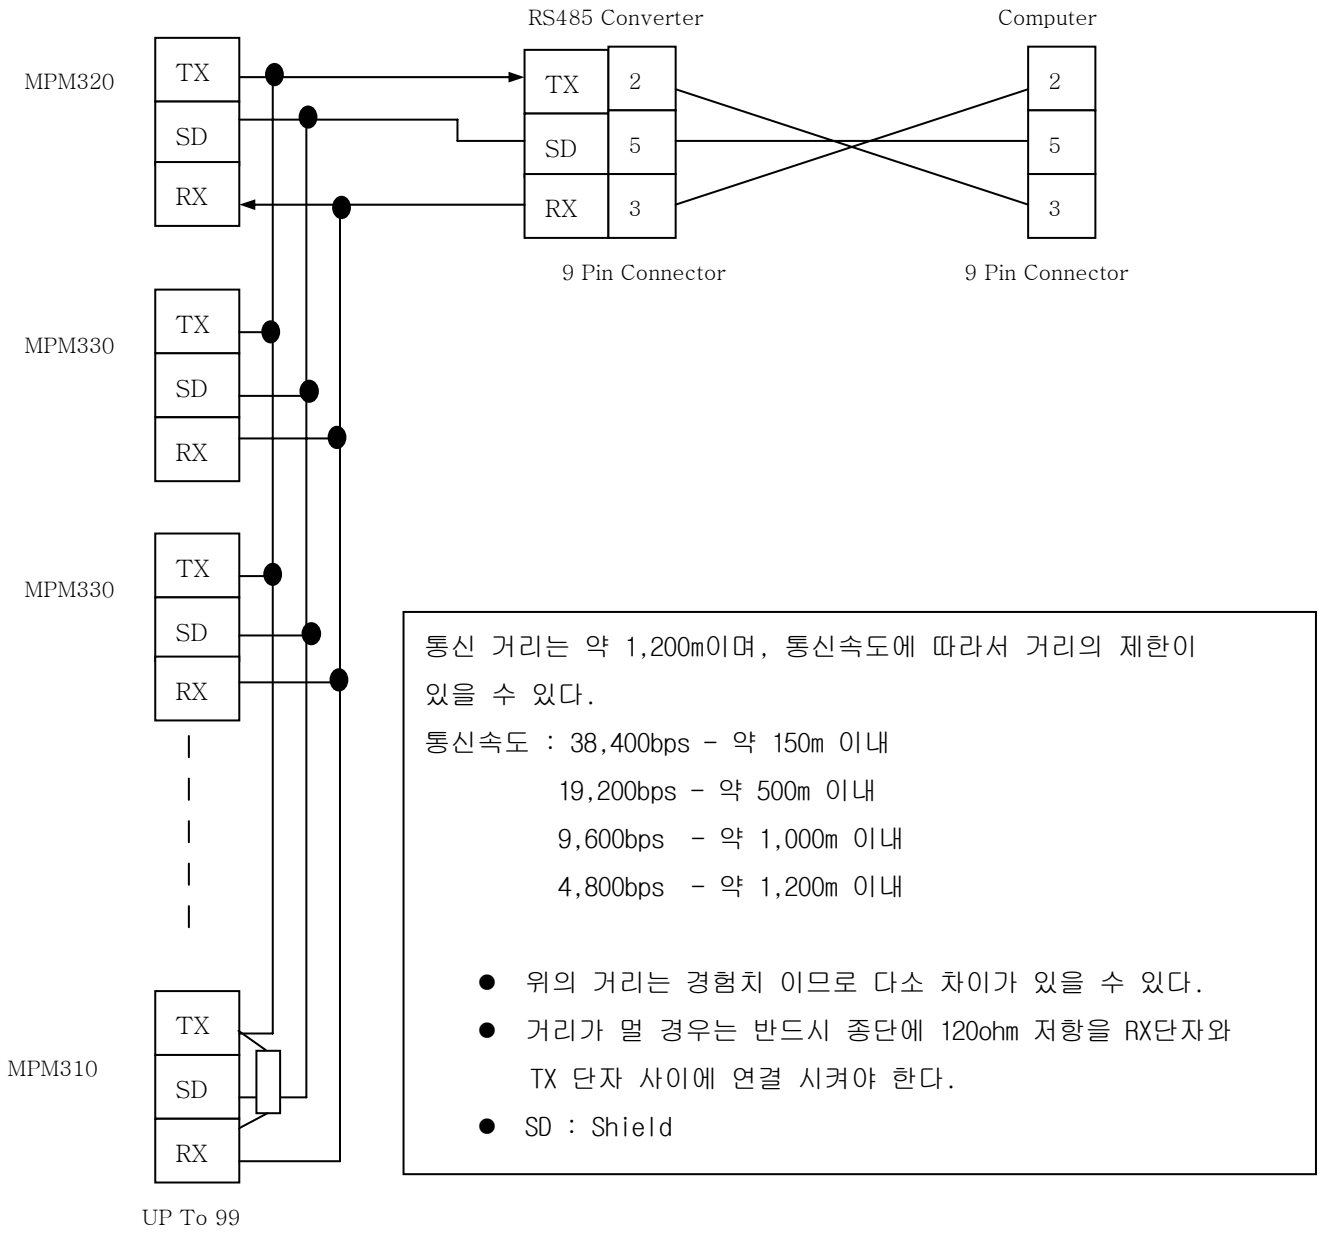 RS485 Converter
Computer
MPM320
TX
SD
RX
TX
SD
RX
2
5
3
2
5
3
9 Pin Connector
9 Pin Connector
MPM330
TX
SD
RX
MPM330
TX
SD
RX
통신 거리는 약 1,200m이며, 통신속도에 따라서 거리의 제한이
있을 수 있다.
통신속도 : 38,400bps - 약 150m 이내
19,200bps - 약 500m 이내
9,600bps - 약 1,000m 이내
4,800bps - 약 1,200m 이내
● 위의 거리는 경험치 이므로 다소 차이가 있을 수 있다.
● 거리가 멀 경우는 반드시 종단에 120ohm 저항을 RX단자와
TX 단자 사이에 연결 시켜야 한다.
● SD : Shield
MPM310
TX
SD
RX
UP To 99